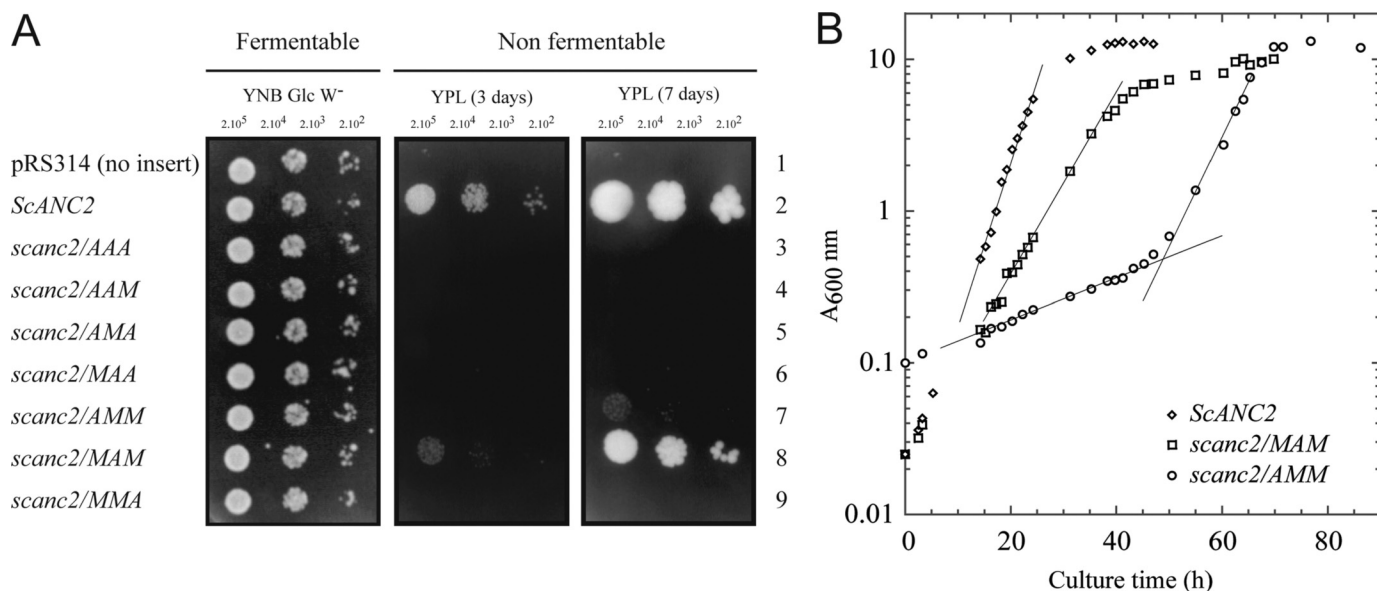 A
Fermentable
Non fermentable
YNB Glc W⁻
YPL (3 days)
YPL (7 days)
2.10⁵ 2.10⁴ 2.10³ 2.10²
2.10⁵ 2.10⁴ 2.10³ 2.10²
2.10⁵ 2.10⁴ 2.10³ 2.10²
pRS314 (no insert) 1
ScANC2 2
scanc2/AAA 3
scanc2/AAM 4
scanc2/AMA 5
scanc2/MAA 6
scanc2/AMM 7
scanc2/MAM 8
scanc2/MMA 9
B
A600 nm
10
1
0.1
0.01
0 20 40 60 80
Culture time (h)
ScANC2
scanc2/MAM
scanc2/AMM